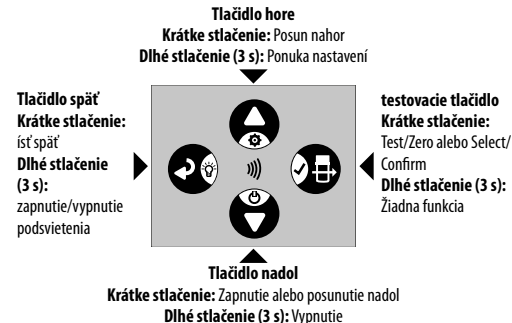 Tlačidlo hore
Krátke stlačenie: Posun nahor
Dlhé stlačenie (3 s): Ponuka nastavení
Tlačidlo späť
Krátke stlačenie:
ísť späť
Dlhé stlačenie
(3 s):
zapnutie/vypnutie
podsvietenia
testovacie tlačidlo
Krátke stlačenie:
Test/Zero alebo Select/
Confirm
Dlhé stlačenie (3 s):
Žiadna funkcia
Tlačidlo nadol
Krátke stlačenie: Zapnutie alebo posunutie nadol
Dlhé stlačenie (3 s): Vypnutie